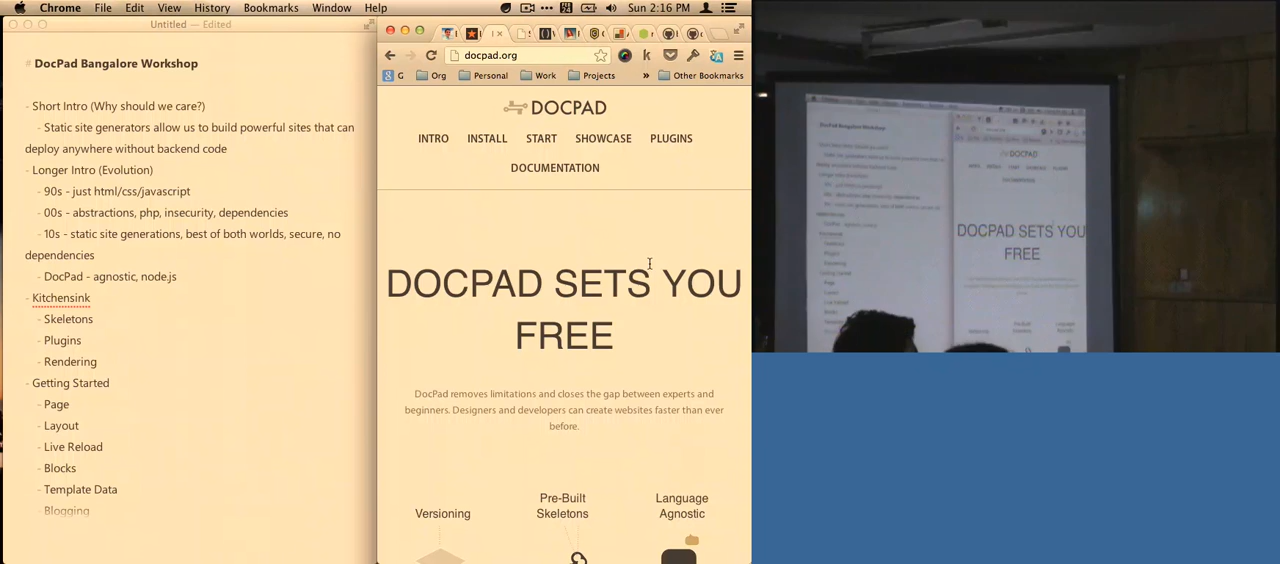 Chrome File Edit View History Bookmarks Window Help
Sun 2:16 PM
Untitled — Edited
# DocPad Bangalore Workshop
- Short Intro (Why should we care?)
- Static site generators allow us to build powerful sites that can
deploy anywhere without backend code
- Longer Intro (Evolution)
- 90s - just html/css/javascript
- 00s - abstractions, php, insecurity, dependencies
- 10s - static site generations, best of both worlds, secure, no
dependencies
- DocPad - agnostic, node.js
- Kitchensink
- Skeletons
- Plugins
- Rendering
- Getting Started
- Page
- Layout
- Live Reload
- Blocks
- Template Data
- Blogging
docpad.org
G Org Personal Work Projects » Other Bookmarks
DOCPAD
INTRO INSTALL START SHOWCASE PLUGINS
DOCUMENTATION
DOCPAD SETS YOU
FREE
DocPad removes limitations and closes the gap between experts and
beginners. Designers and developers can create websites faster than ever
before.
Versioning
Pre-Built
Skeletons
Language
Agnostic
DocPad Bangalore Workshop
DOCPAD
DOCPAD SETS YOU
FREE